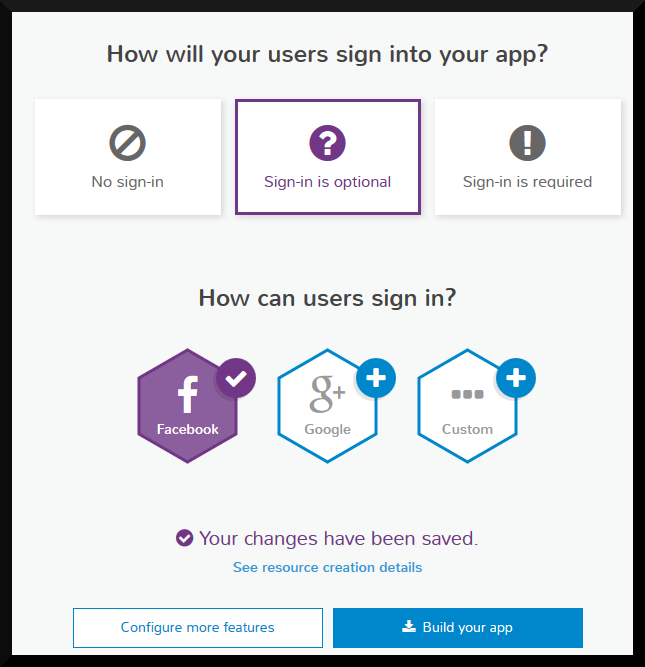 How will your users sign into your app?
No sign-in
Sign-in is optional
Sign-in is required
How can users sign in?
Facebook
Google
Custom
Your changes have been saved.
See resource creation details
Configure more features
Build your app